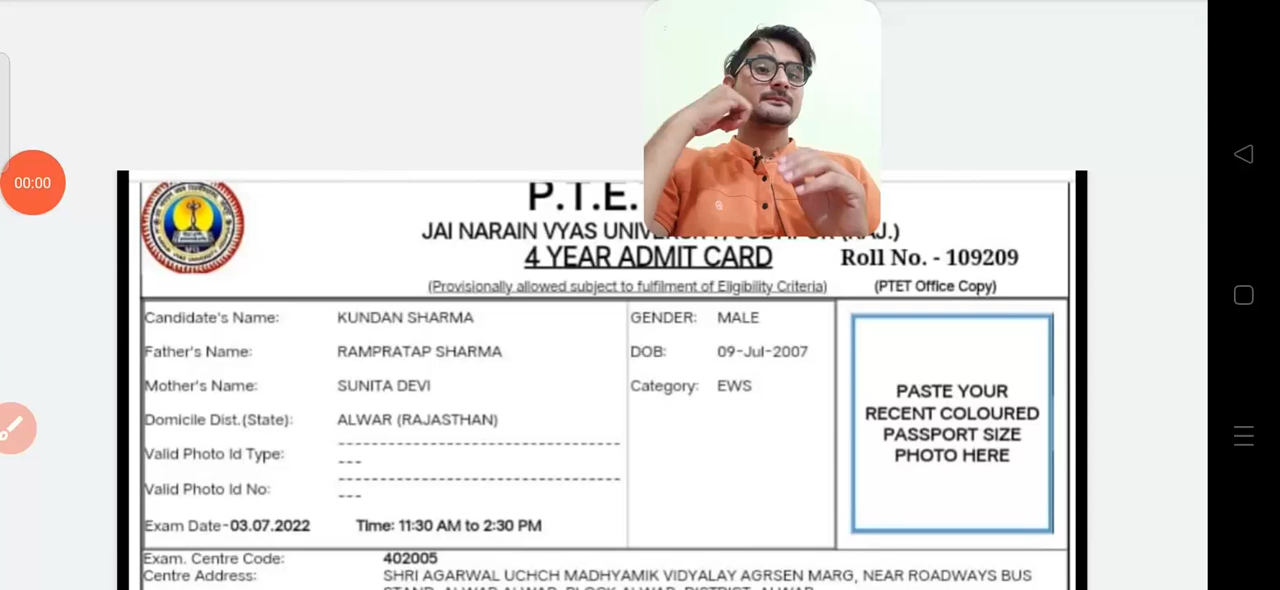 00:00
P.T.E.
JAI NARAIN VYAS (RAJ.)
4 YEAR ADMIT CARD
Roll No. - 109209
(Provisionally allowed subject to fulfilment of Eligibility Criteria)
(PTET Office Copy)
Candidate's Name: KUNDAN SHARMA
GENDER: MALE
Father's Name: RAMPRATAP SHARMA
DOB: 09-Jul-2007
Mother's Name: SUNITA DEVI
Category: EWS
Domicile Dist.(State): ALWAR (RAJASTHAN)
Valid Photo Id Type: ---
Valid Photo Id No: ---
PASTE YOUR
RECENT COLOURED
PASSPORT SIZE
PHOTO HERE
Exam Date-03.07.2022 Time: 11:30 AM to 2:30 PM
Exam. Centre Code: 402005
Centre Address: SHRI AGARWAL UCHCH MADHYAMIK VIDYALAY AGRSEN MARG, NEAR ROADWAYS BUS